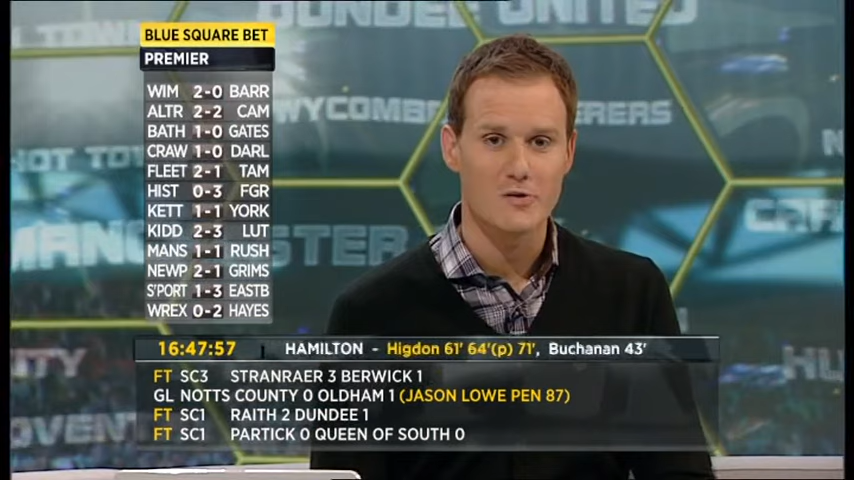 DUNDEE UNITED
TOWN
WYCOMBE
BLUE SQUARE BET
PREMIER
WIM 2-0 BARR
ALTR 2-2 CAM
BATH 1-0 GATES
CRAW 1-0 DARL
FLEET 2-1 TAM
HIST 0-3 FGR
KETT 1-1 YORK
KIDD 2-3 LUT
MANS 1-1 RUSH
NEWP 2-1 GRIMS
S'PORT 1-3 EASTB
WREX 0-2 HAYES
16:47:57 HAMILTON - Higdon 61' 64'(p) 71', Buchanan 43'
FT SC3 STRANRAER 3 BERWICK 1
GL NOTTS COUNTY 0 OLDHAM 1 (JASON LOWE PEN 87)
FT SC1 RAITH 2 DUNDEE 1
FT SC1 PARTICK 0 QUEEN OF SOUTH 0